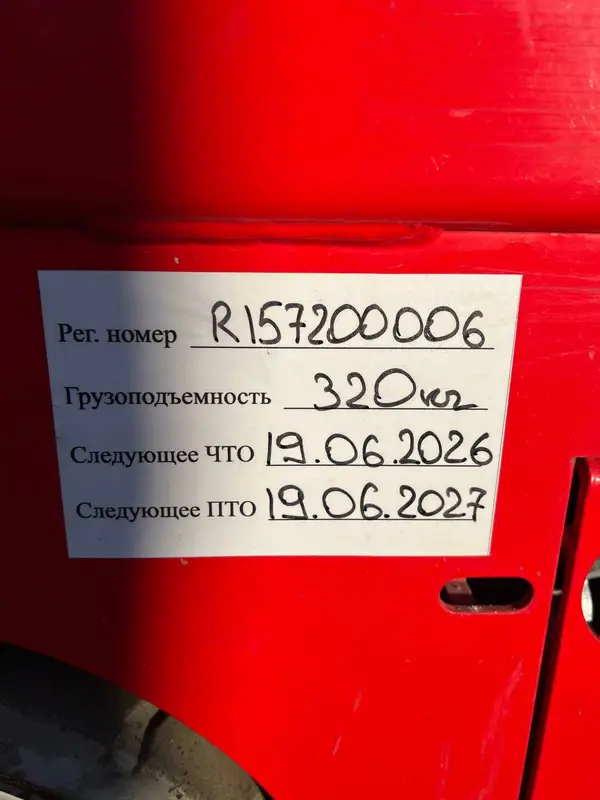 Рег. номер R157200006
Грузоподъемность 320кг
Следующее ЧТО 19.06.2026
Следующее ПТО 19.06.2027